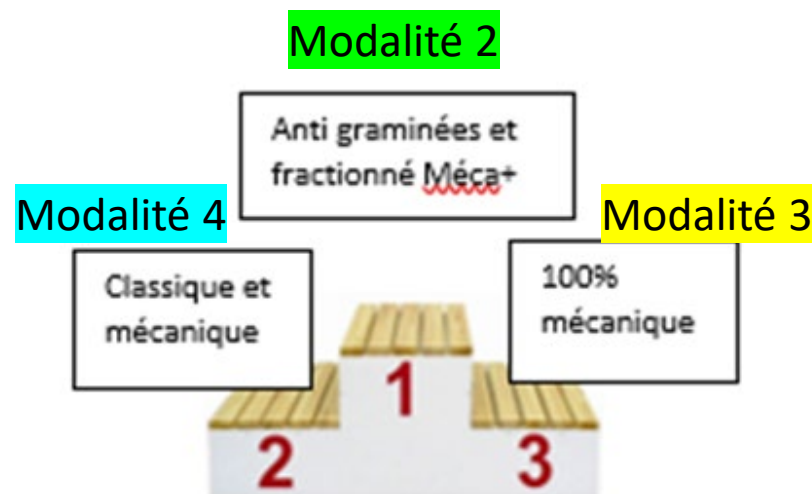 Modalité 2
Anti graminées et
fractionné Méca+
Modalité 4
Modalité 3
Classique et
mécanique
100%
mécanique
1
2
3